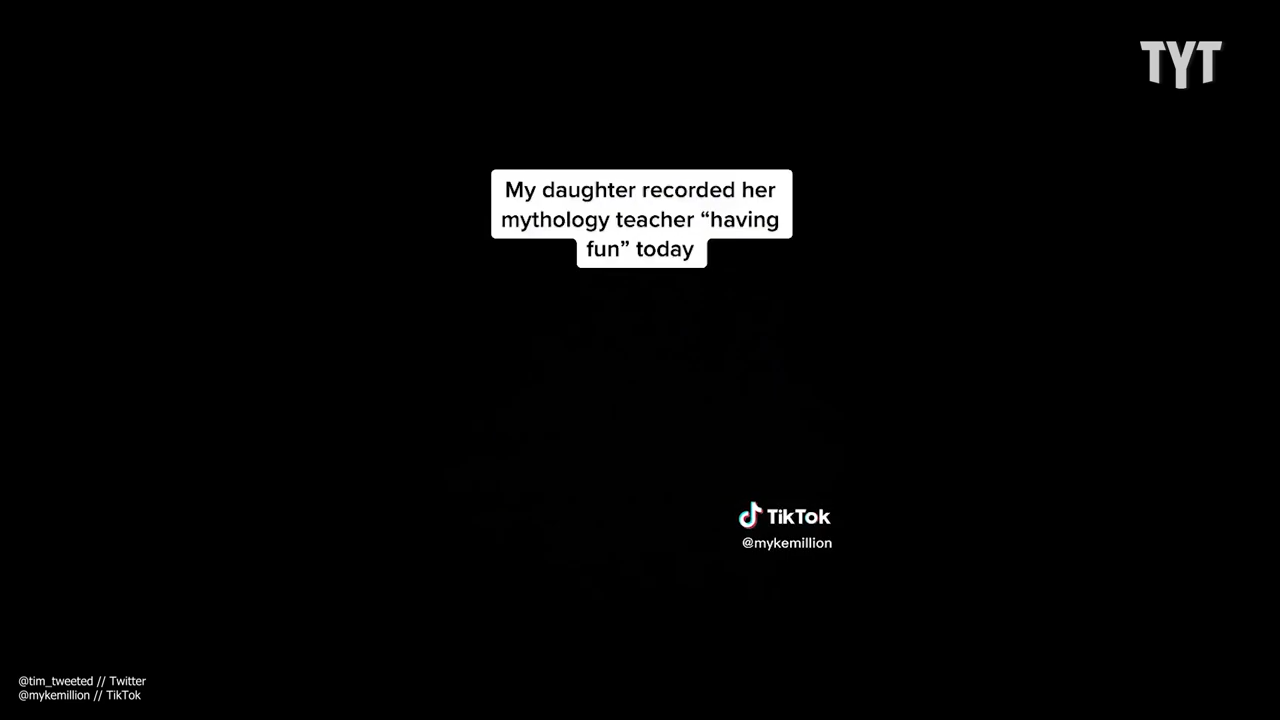 TYT
My daughter recorded her
mythology teacher “having
fun” today
TikTok
@mykemillion
@tim_tweeted // Twitter
@mykemillion // TikTok